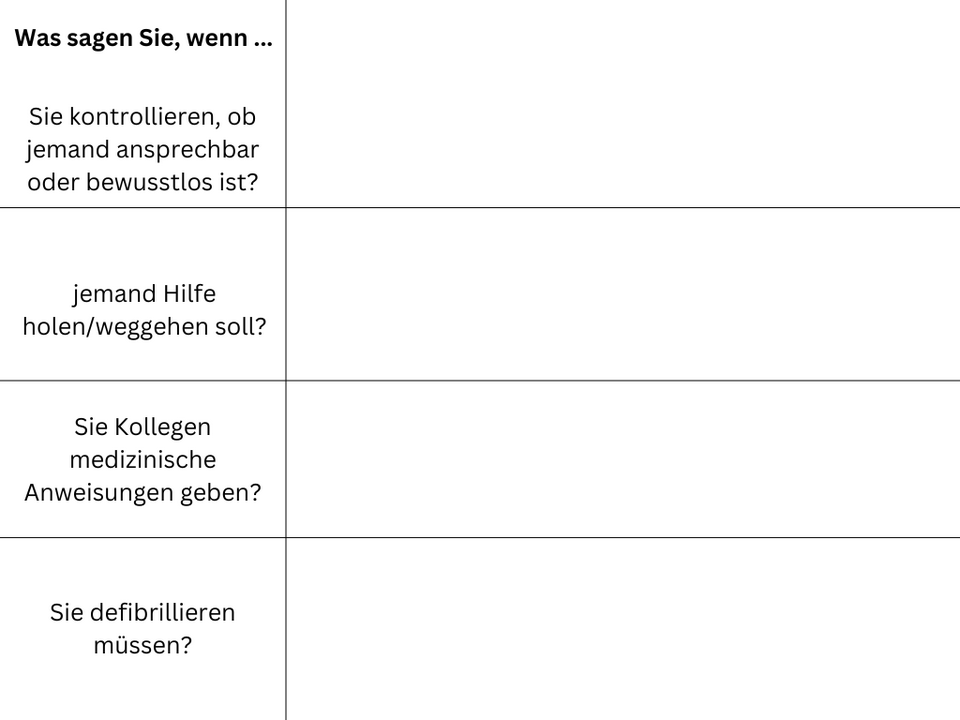 Was sagen Sie, wenn ...
Sie kontrollieren, ob
jemand ansprechbar
oder bewusstlos ist?
jemand Hilfe
holen/weggehen soll?
Sie Kollegen
medizinische
Anweisungen geben?
Sie defibrillieren
müssen?